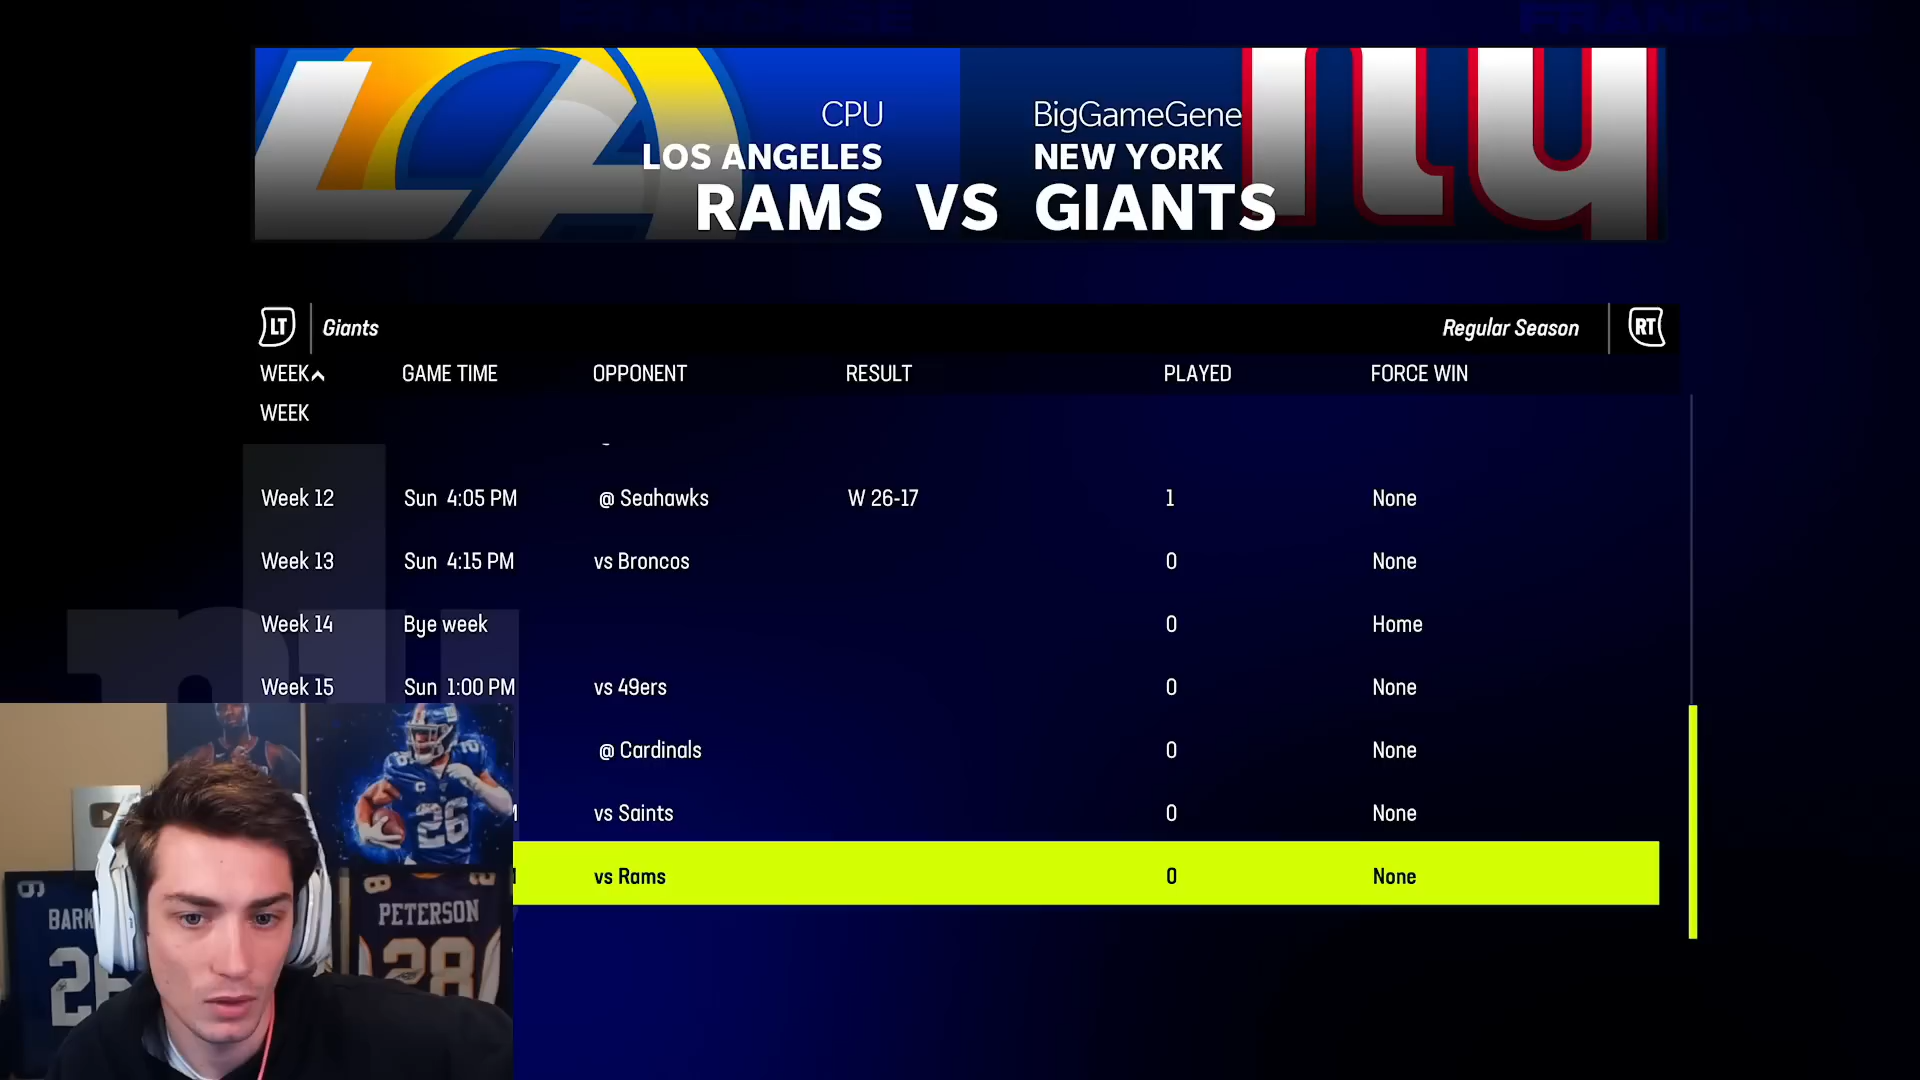 FRANCHISE
CPU
LOS ANGELES
RAMS VS GIANTS
BigGameGene
NEW YORK
LT Giants Regular Season RT
WEEK GAME TIME OPPONENT RESULT PLAYED FORCE WIN
WEEK
Week 12 Sun 4:05 PM @ Seahawks W 26-17 1 None
Week 13 Sun 4:15 PM vs Broncos 0 None
Week 14 Bye week 0 Home
Week 15 Sun 1:00 PM vs 49ers 0 None
@ Cardinals 0 None
vs Saints 0 None
vs Rams 0 None
26
BARK
26
PETERSON
28